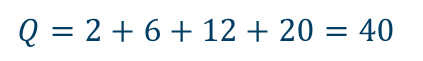 Q = 2 + 6 + 12 + 20 = 40